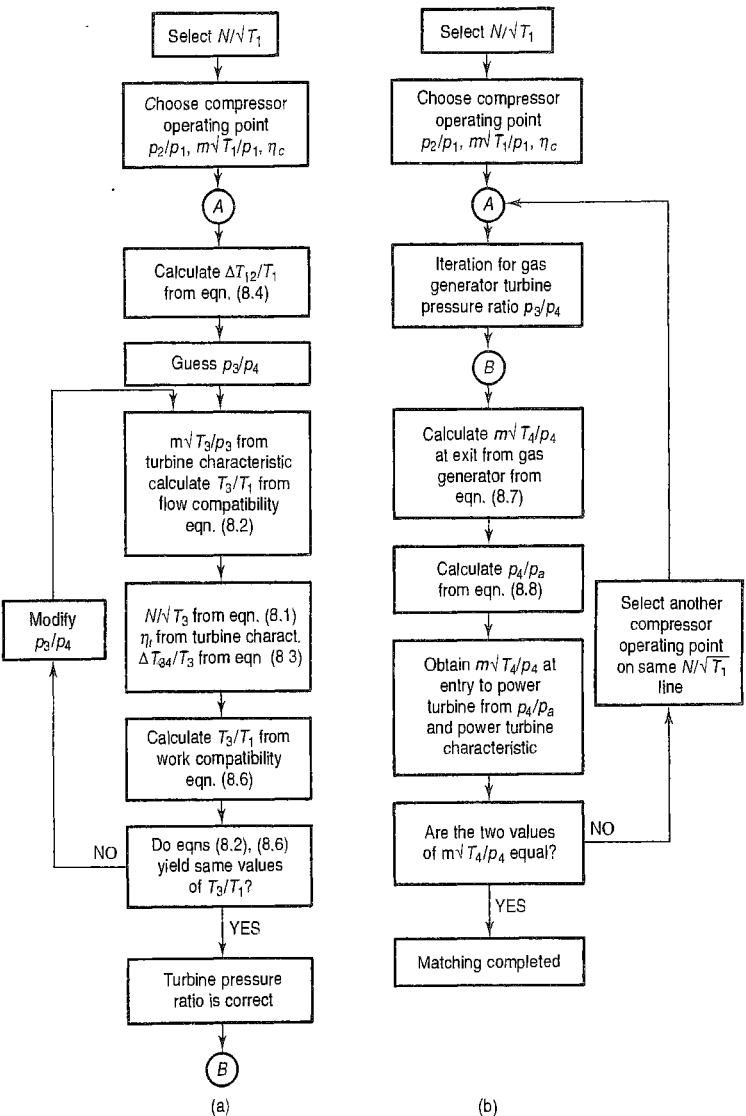 Select N/√T₁
Choose compressor
operating point
p₂/p₁, m√T₁/p₁, η_c
A
Calculate ΔT₁₂/T₁
from eqn. (8.4)
Guess p₃/p₄
m√T₃/p₃ from
turbine characteristic
calculate T₃/T₁ from
flow compatibility
eqn. (8.2)
Modify
p₃/p₄
N/√T₃ from eqn. (8.1)
η_t from turbine charact.
ΔT₃₄/T₃ from eqn (8 3)
Calculate T₃/T₁ from
work compatibility
eqn. (8.6)
NO
Do eqns (8.2), (8.6)
yield same values
of T₃/T₁?
YES
Turbine pressure
ratio is correct
B
(a)
Select N/√T₁
Choose compressor
operating point
p₂/p₁, m√T₁/p₁, η_c
A
Iteration for gas
generator turbine
pressure ratio p₃/p₄
B
Calculate m√T₄/p₄
at exit from gas
generator from
eqn. (8.7)
Calculate p₄/pₐ
from eqn. (8.8)
Select another
compressor
operating point
on same N/√T₁
line
Obtain m√T₄/p₄ at
entry to power
turbine from p₄/pₐ
and power turbine
characteristic
Are the two values
of m√T₄/p₄ equal?
NO
YES
Matching completed
(b)